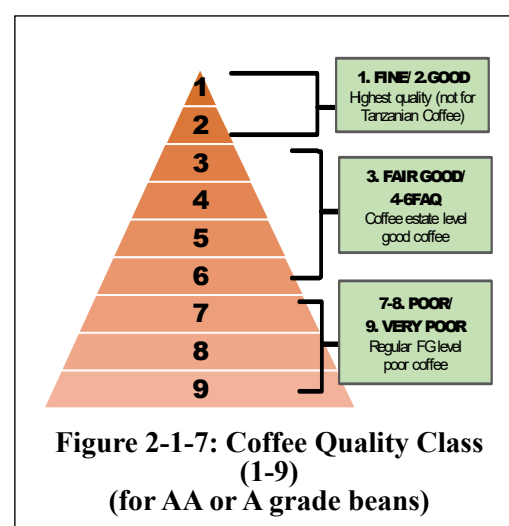 1
2
3
4
5
6
7
8
9
1. FINE/ 2.GOOD
Highest quality (not for
Tanzanian Coffee)
3. FAIR GOOD/
4-6FAQ
Coffee estate level
good coffee
7-8. POOR/
9. VERY POOR
Regular FG level
poor coffee
Figure 2-1-7: Coffee Quality Class
(1-9)
(for AA or A grade beans)